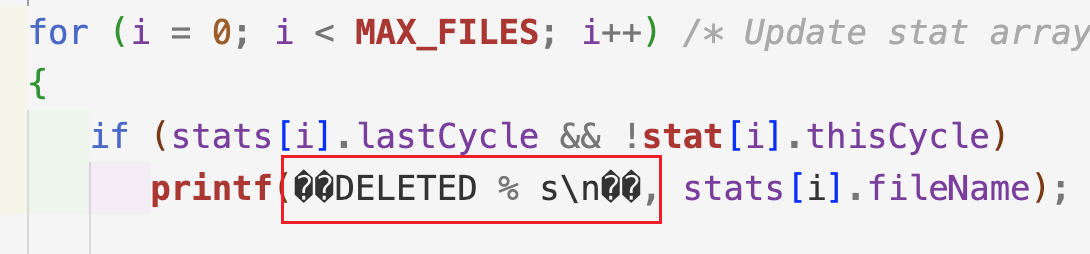 for (i = 0; i < MAX_FILES; i++) /* Update stat array
{
if (stats[i].lastCycle && !stat[i].thisCycle)
printf(��DELETED % s\n��, stats[i].fileName);